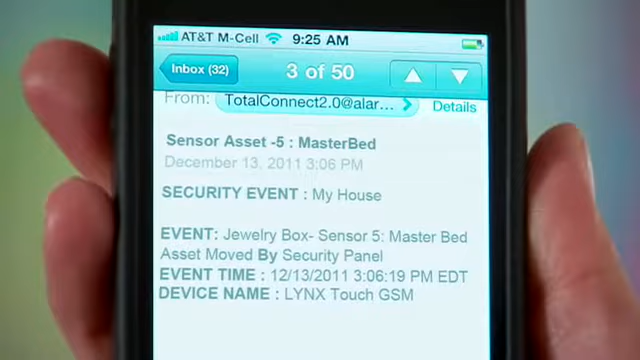 AT&T M-Cell 9:25 AM
Inbox (32) 3 of 50
From: TotalConnect2.0@alar... Details
Sensor Asset -5 : MasterBed
December 13, 2011 3:06 PM
SECURITY EVENT : My House
EVENT: Jewelry Box- Sensor 5: Master Bed
Asset Moved By Security Panel
EVENT TIME : 12/13/2011 3:06:19 PM EDT
DEVICE NAME : LYNX Touch GSM